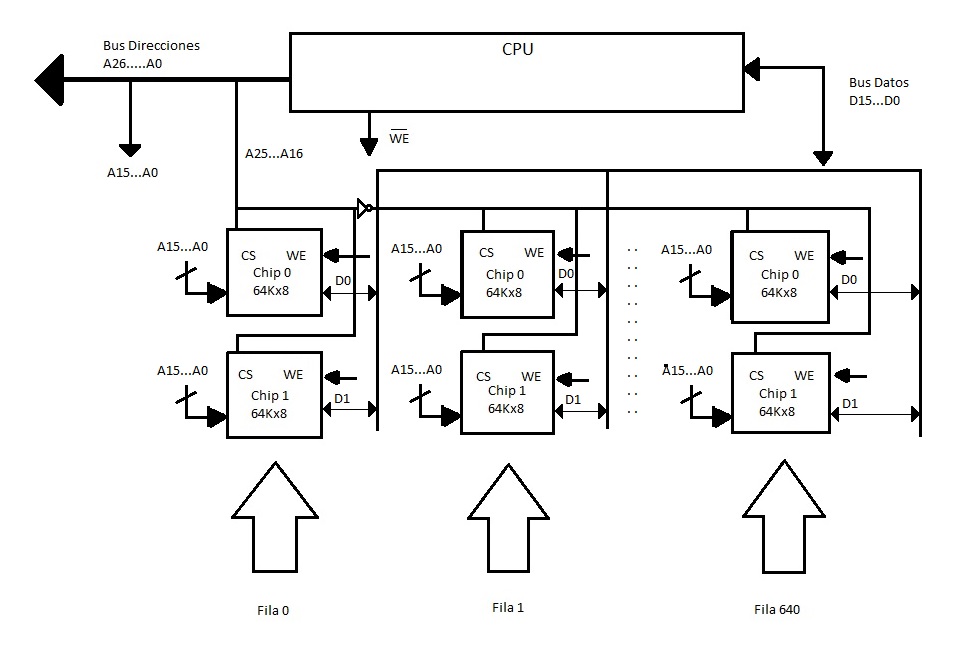 Bus Direcciones
A26.....A0
CPU
Bus Datos
D15...D0
WE
A15...A0
A25...A16
A15...A0
CS WE
Chip 0
64Kx8
D0
A15...A0
CS WE
Chip 0
64Kx8
D0
A15...A0
CS WE
Chip 0
64Kx8
D0
A15...A0
CS WE
Chip 1
64Kx8
D1
A15...A0
CS WE
Chip 1
64Kx8
D1
A15...A0
CS WE
Chip 1
64Kx8
D1
Fila 0
Fila 1
Fila 640